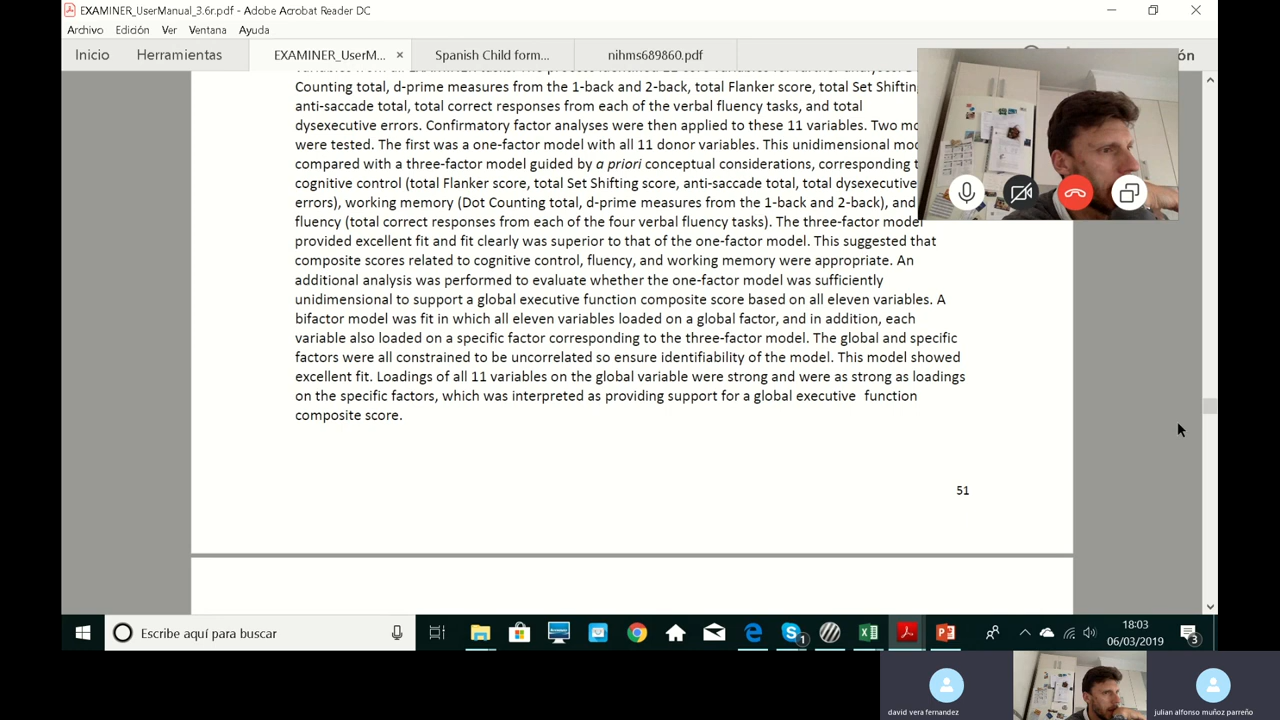 EXAMINER_UserManual_3.6r.pdf - Adobe Acrobat Reader DC
Archivo Edición Ver Ventana Ayuda
Inicio Herramientas EXAMINER_UserM... × Spanish Child form... nihms689860.pdf ón
Counting total, d-prime measures from the 1-back and 2-back, total Flanker score, total Set Shifting
anti-saccade total, total correct responses from each of the verbal fluency tasks, and total
dysexecutive errors. Confirmatory factor analyses were then applied to these 11 variables. Two mo
were tested. The first was a one-factor model with all 11 donor variables. This unidimensional mod
compared with a three-factor model guided by a priori conceptual considerations, corresponding t
cognitive control (total Flanker score, total Set Shifting score, anti-saccade total, total dysexecutive
errors), working memory (Dot Counting total, d-prime measures from the 1-back and 2-back), and
fluency (total correct responses from each of the four verbal fluency tasks). The three-factor model
provided excellent fit and fit clearly was superior to that of the one-factor model. This suggested that
composite scores related to cognitive control, fluency, and working memory were appropriate. An
additional analysis was performed to evaluate whether the one-factor model was sufficiently
unidimensional to support a global executive function composite score based on all eleven variables. A
bifactor model was fit in which all eleven variables loaded on a global factor, and in addition, each
variable also loaded on a specific factor corresponding to the three-factor model. The global and specific
factors were all constrained to be uncorrelated so ensure identifiability of the model. This model showed
excellent fit. Loadings of all 11 variables on the global variable were strong and were as strong as loadings
on the specific factors, which was interpreted as providing support for a global executive function
composite score.
51
Escribe aquí para buscar
1
18:03
06/03/2019
3
david vera fernandez
julian alfonso muñoz parreño